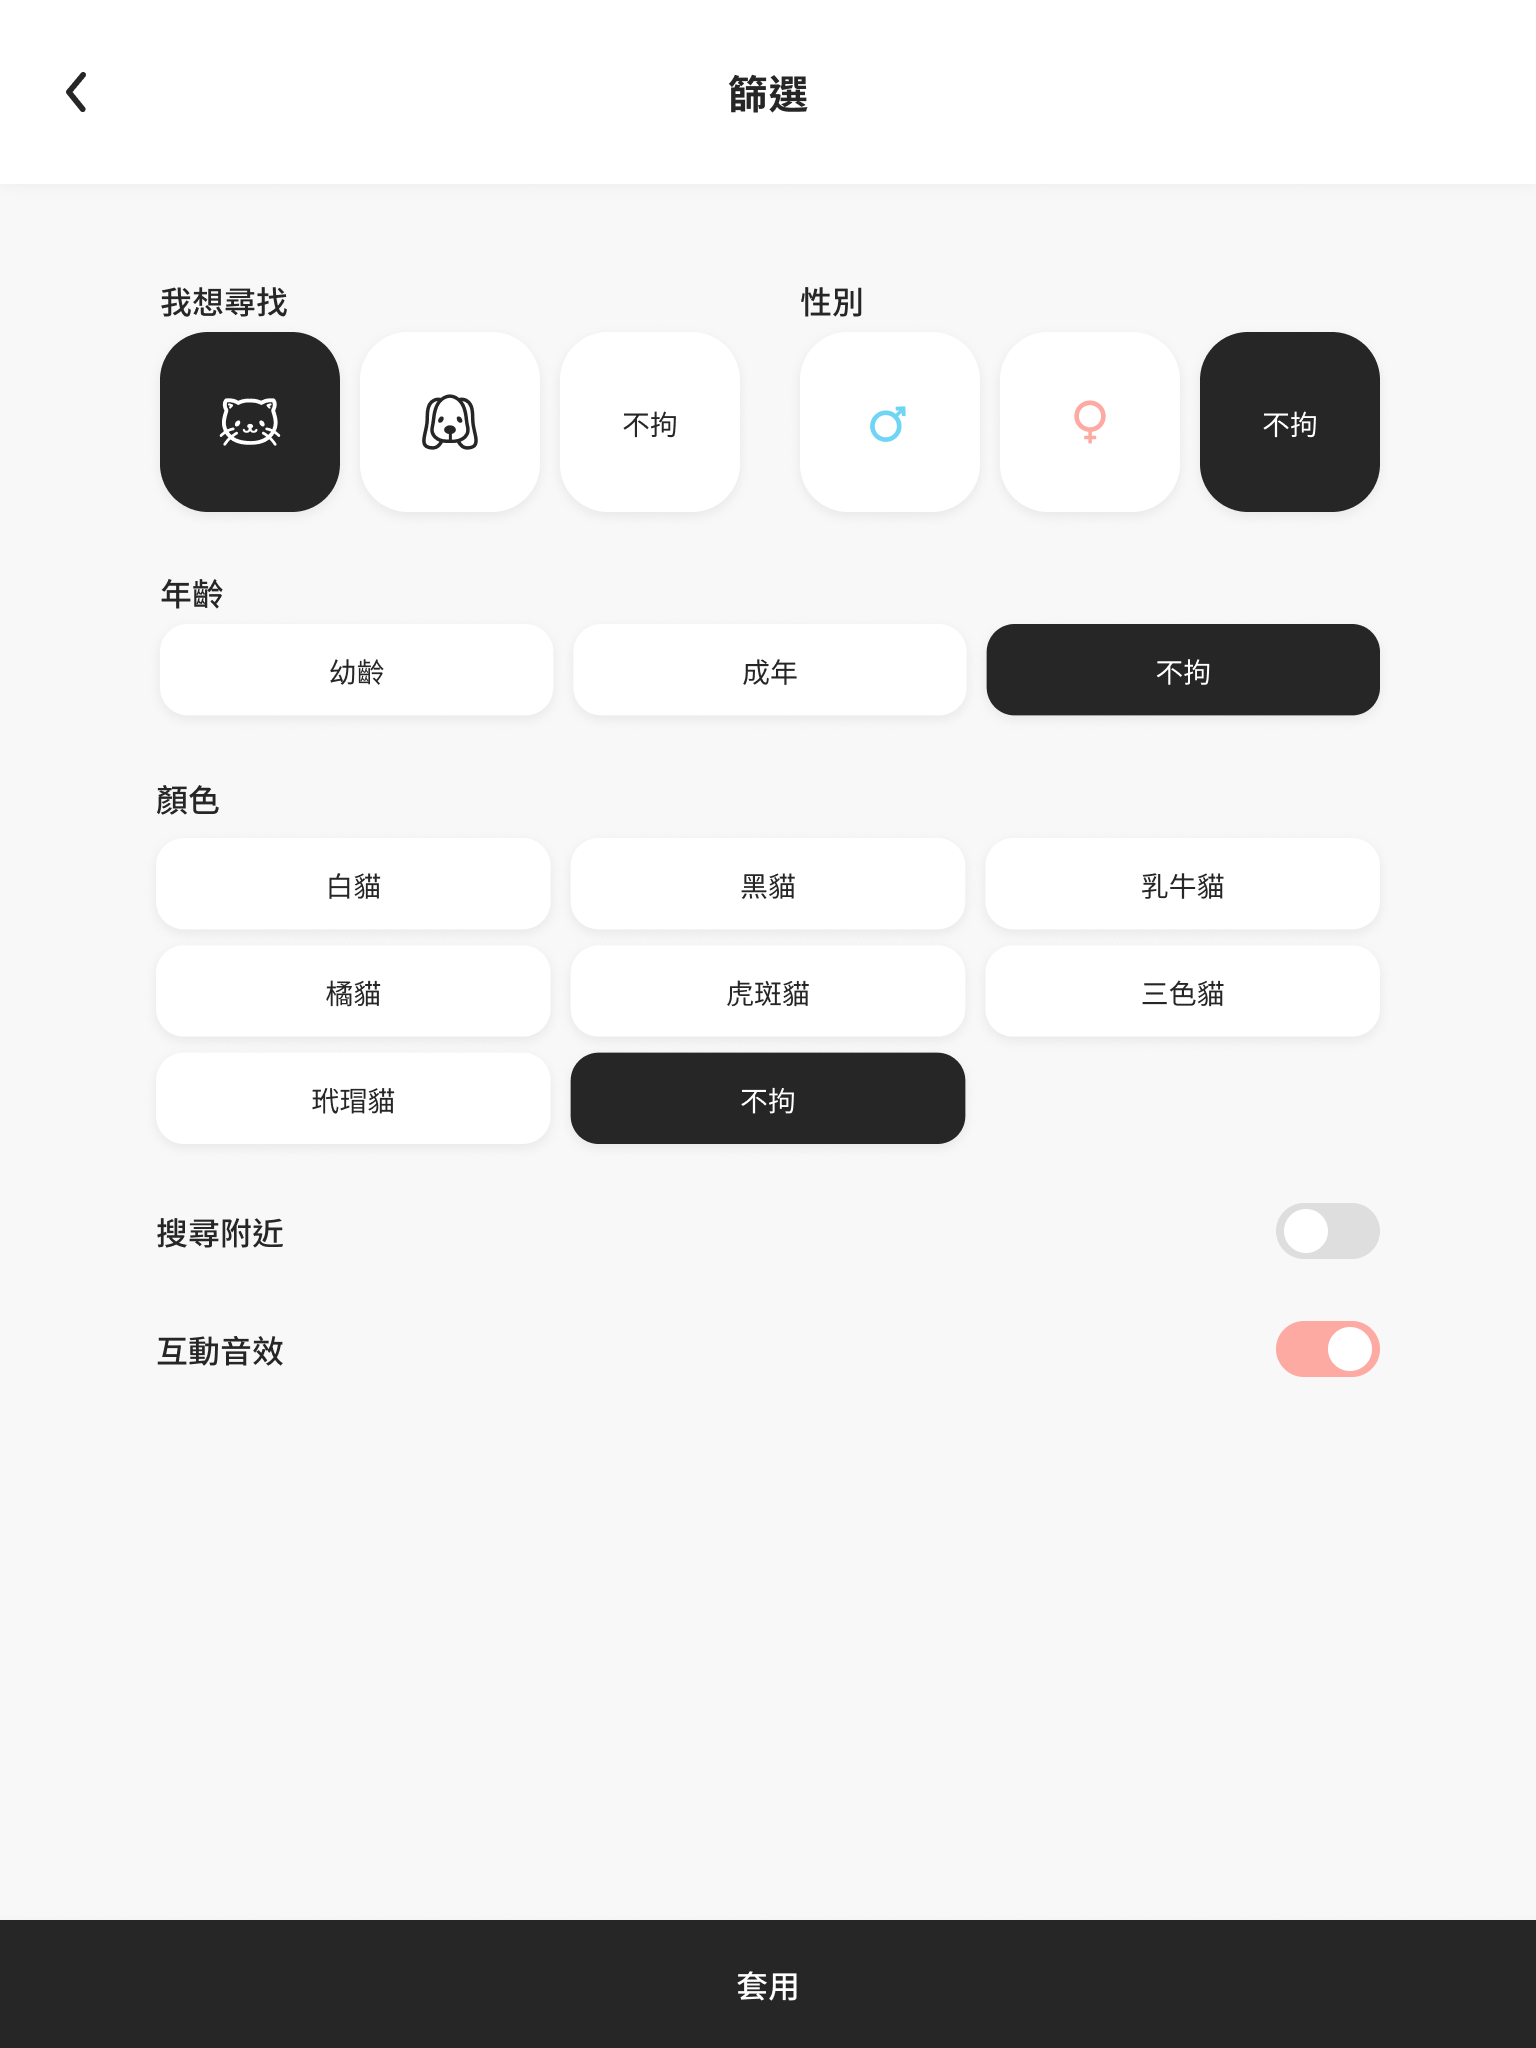 篩選
我想尋找
不拘
性別
不拘
年齡
幼齡
成年
不拘
顏色
白貓
黑貓
乳牛貓
橘貓
虎斑貓
三色貓
玳瑁貓
不拘
搜尋附近
互動音效
套用